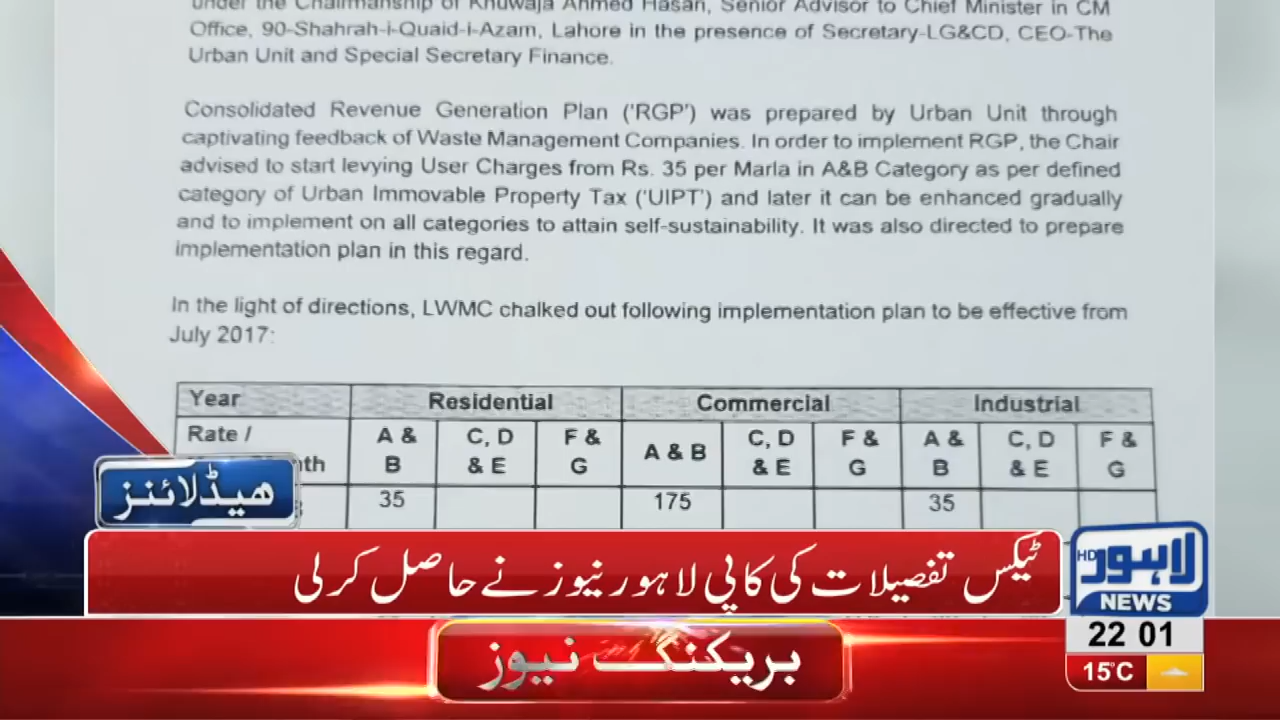 under the Chairmanship of Khuwaja Ahmed Hasan, Senior Advisor to Chief Minister in CM
Office, 90-Shahrah-i-Quaid-i-Azam, Lahore in the presence of Secretary-LG&CD, CEO-The
Urban Unit and Special Secretary Finance.
Consolidated Revenue Generation Plan ('RGP') was prepared by Urban Unit through
captivating feedback of Waste Management Companies. In order to implement RGP, the Chair
advised to start levying User Charges from Rs. 35 per Marla in A&B Category as per defined
category of Urban Immovable Property Tax ('UIPT') and later it can be enhanced gradually
and to implement on all categories to attain self-sustainability. It was also directed to prepare
implementation plan in this regard.
In the light of directions, LWMC chalked out following implementation plan to be effective from
July 2017:
Year Residential Commercial Industrial
Rate / A & B C, D & E F & G A & B C, D & E F & G A & B C, D & E F & G
35 175 35
ہیڈلائنز
ٹیکس تفصیلات کی کاپی لاہور نیوز نے حاصل کر لی
HD لاہور
NEWS
بریکنگ نیوز
22 01
15°C